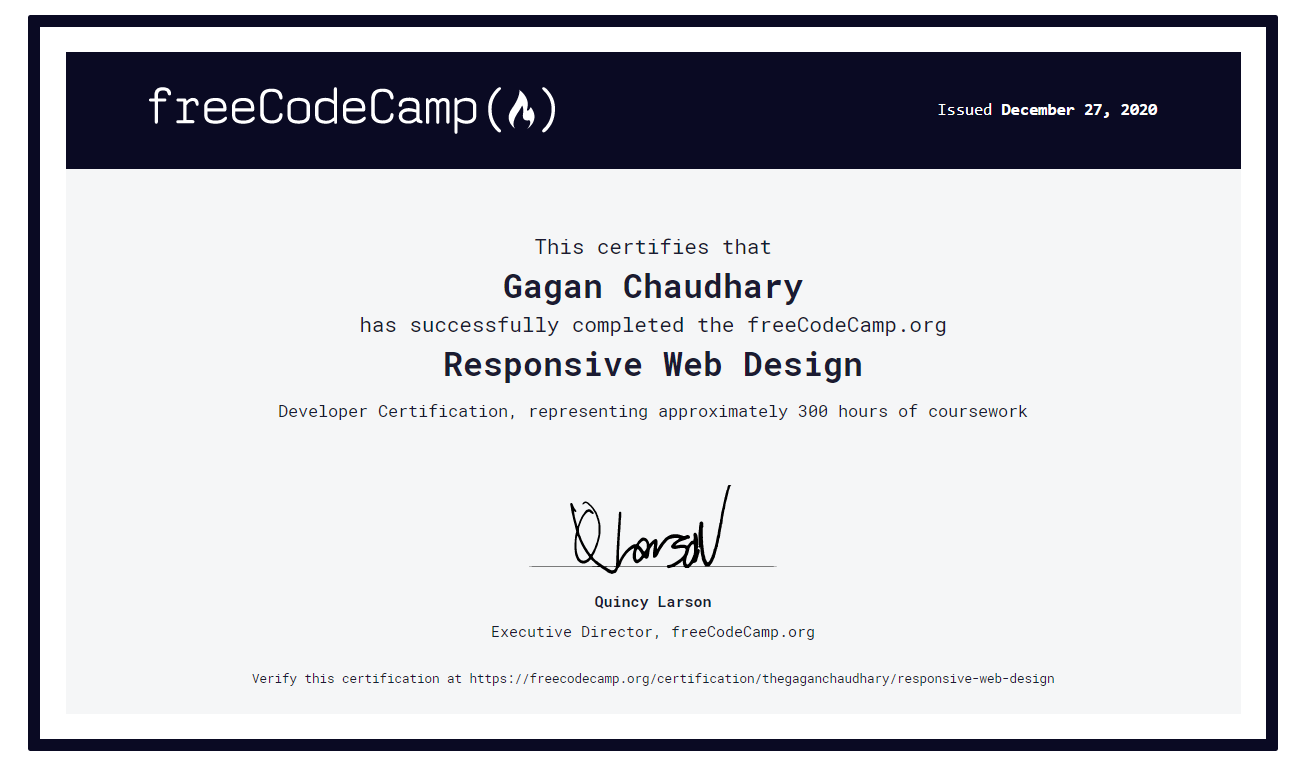 freeCodeCamp(🔥)
Issued December 27, 2020
This certifies that
Gagan Chaudhary
has successfully completed the freeCodeCamp.org
Responsive Web Design
Developer Certification, representing approximately 300 hours of coursework
Q Larson
Quincy Larson
Executive Director, freeCodeCamp.org
Verify this certification at https://freecodecamp.org/certification/thegaganchaudhary/responsive-web-design